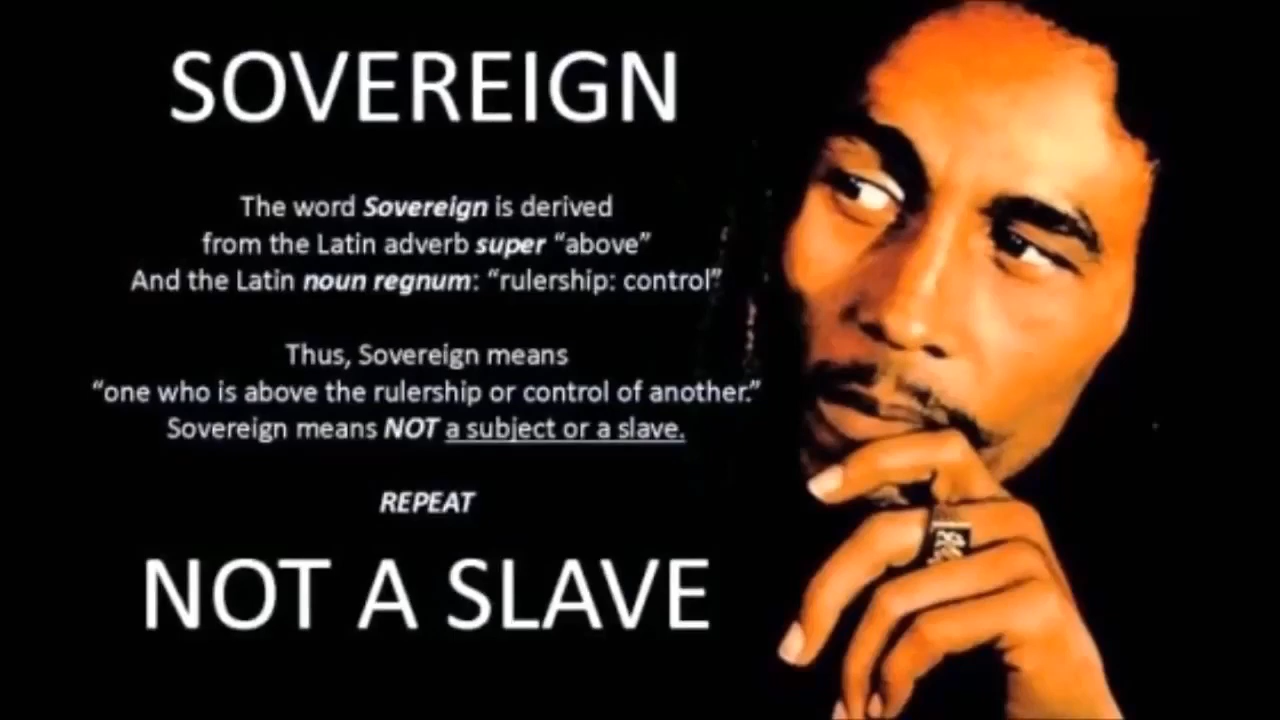 SOVEREIGN
The word Sovereign is derived
from the Latin adverb super “above”
And the Latin noun regnum: “rulership: control”
Thus, Sovereign means
“one who is above the rulership or control of another.”
Sovereign means NOT a subject or a slave.
REPEAT
NOT A SLAVE